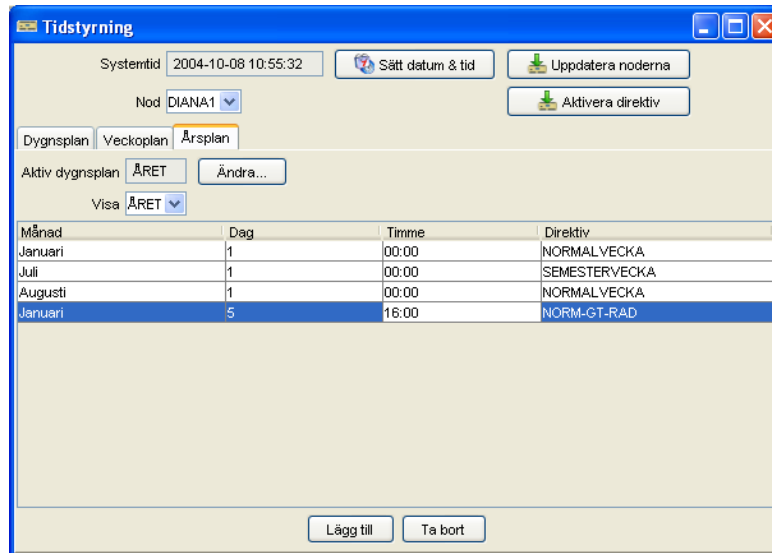 Tidstyrning
Systemtid 2004-10-08 10:55:32 Sätt datum & tid Uppdatera noderna
Nod DIANA1 Aktivera direktiv
Dygnsplan Veckoplan Årsplan
Aktiv dygnsplan ÅRET Ändra...
Visa ÅRET
Månad Dag Timme Direktiv
Januari 1 00:00 NORMALVECKA
Juli 1 00:00 SEMESTERVECKA
Augusti 1 00:00 NORMALVECKA
Januari 5 16:00 NORM-GT-RAD
Lägg till Ta bort